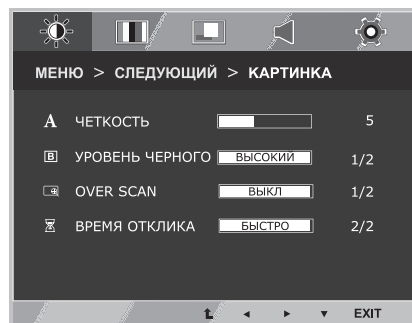 МЕНЮ > СЛЕДУЮЩИЙ > КАРТИНКА
A ЧЕТКОСТЬ 5
B УРОВЕНЬ ЧЕРНОГО ВЫСОКИЙ 1/2
OVER SCAN ВЫКЛ 1/2
ВРЕМЯ ОТКЛИКА БЫСТРО 2/2
EXIT